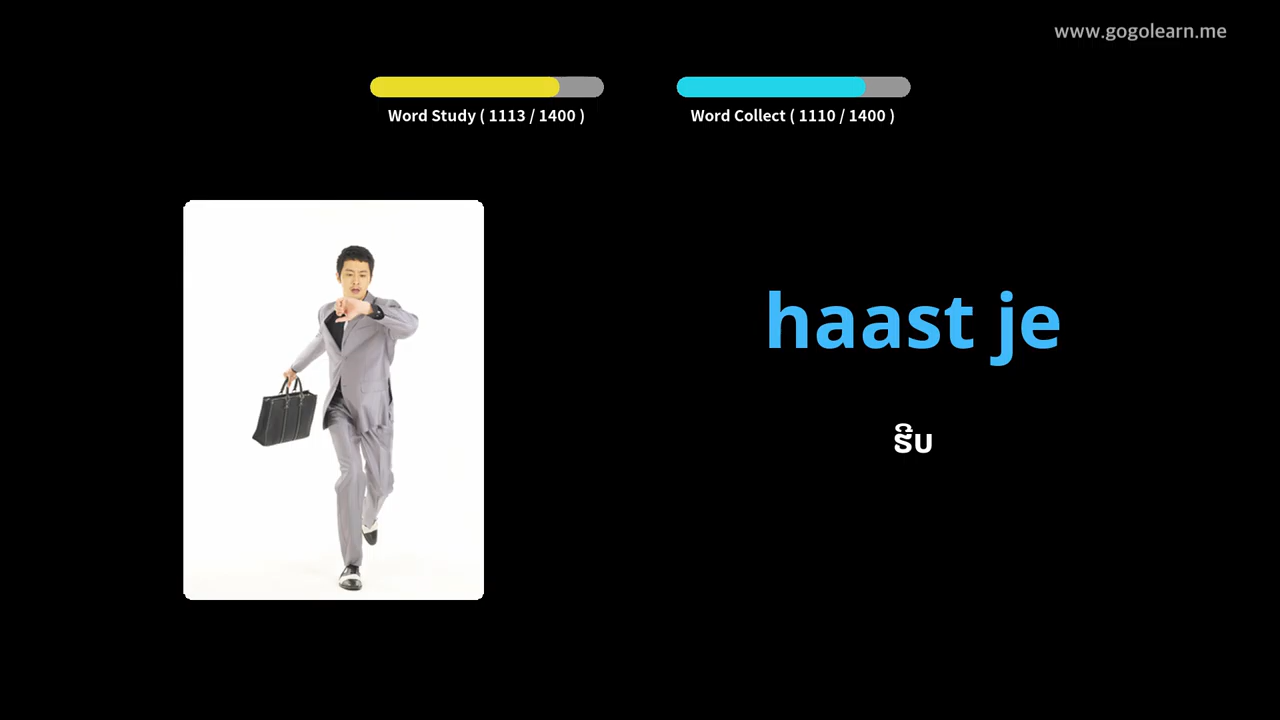 www.gogolearn.me
Word Study ( 1113 / 1400 )
Word Collect ( 1110 / 1400 )
haast je
ຮີບ